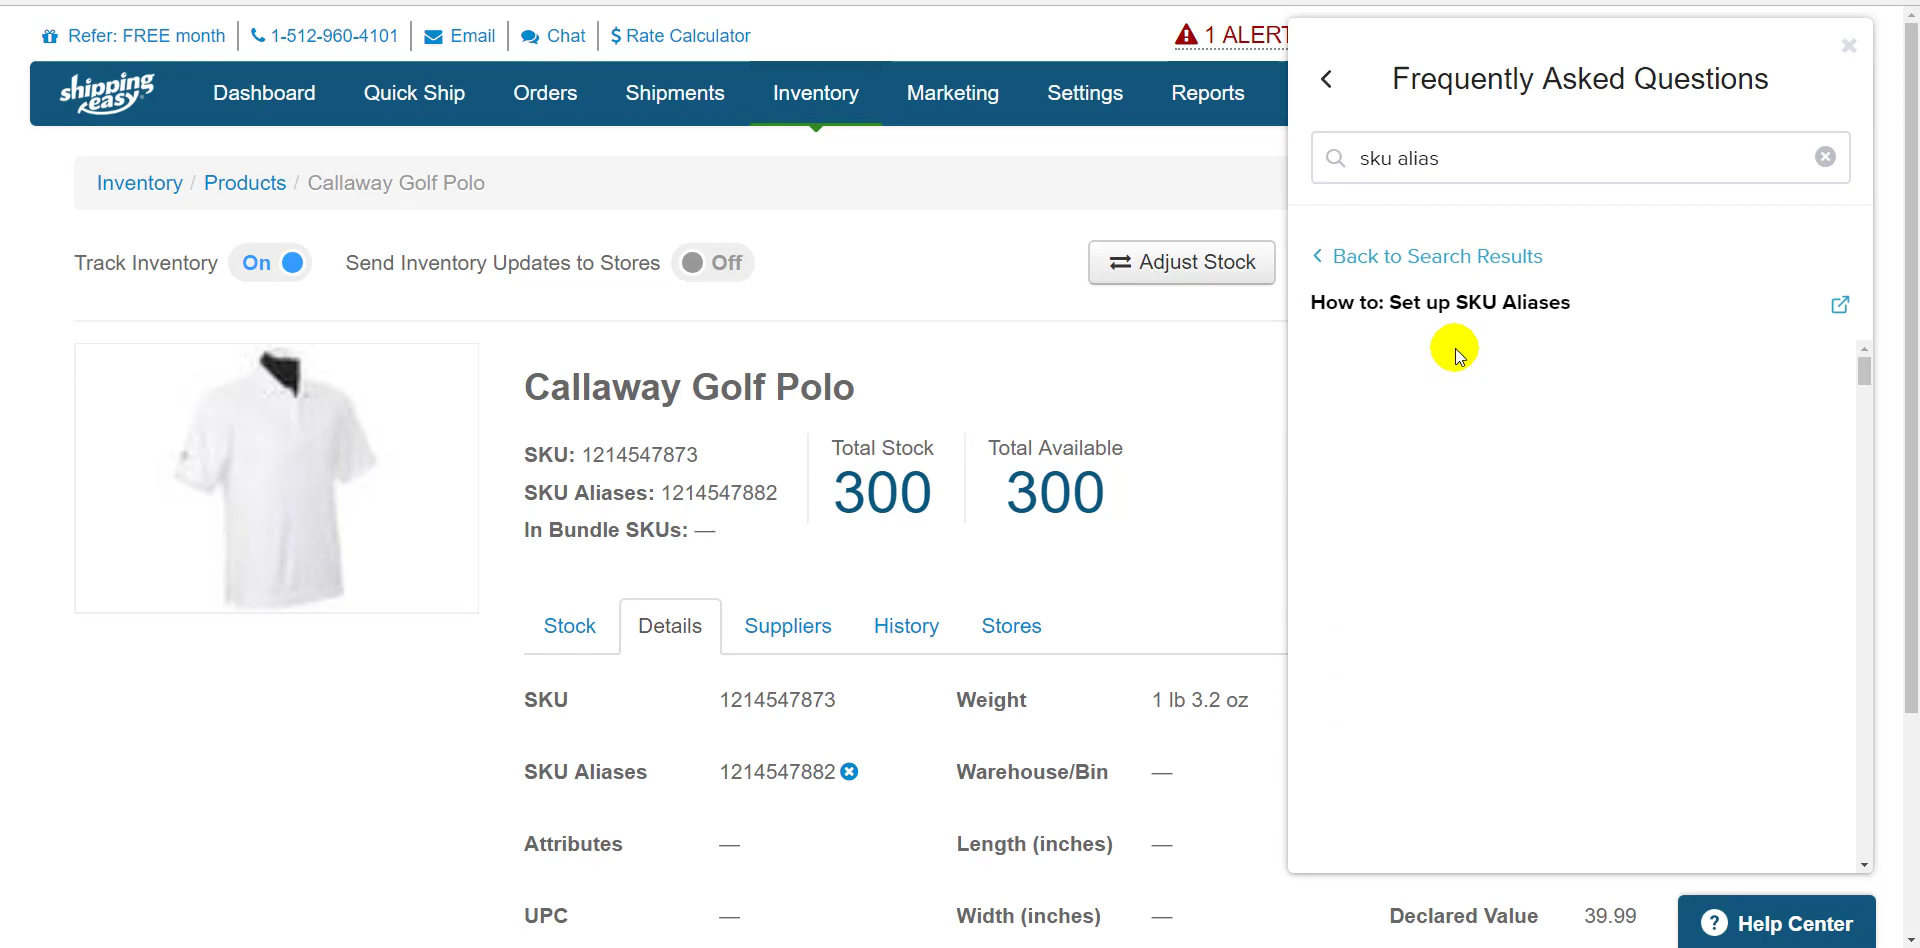 Refer: FREE month
1-512-960-4101
Email
Chat
$ Rate Calculator
1 ALERT
shipping easy
Dashboard
Quick Ship
Orders
Shipments
Inventory
Marketing
Settings
Reports
Inventory / Products / Callaway Golf Polo
Track Inventory On
Send Inventory Updates to Stores Off
Adjust Stock
Callaway Golf Polo
SKU: 1214547873
SKU Aliases: 1214547882
In Bundle SKUs: —
Total Stock
300
Total Available
300
Stock
Details
Suppliers
History
Stores
SKU 1214547873
Weight 1 lb 3.2 oz
SKU Aliases 1214547882
Warehouse/Bin —
Attributes —
Length (inches) —
UPC —
Width (inches) —
Declared Value 39.99
Frequently Asked Questions
sku alias
Back to Search Results
How to: Set up SKU Aliases
? Help Center